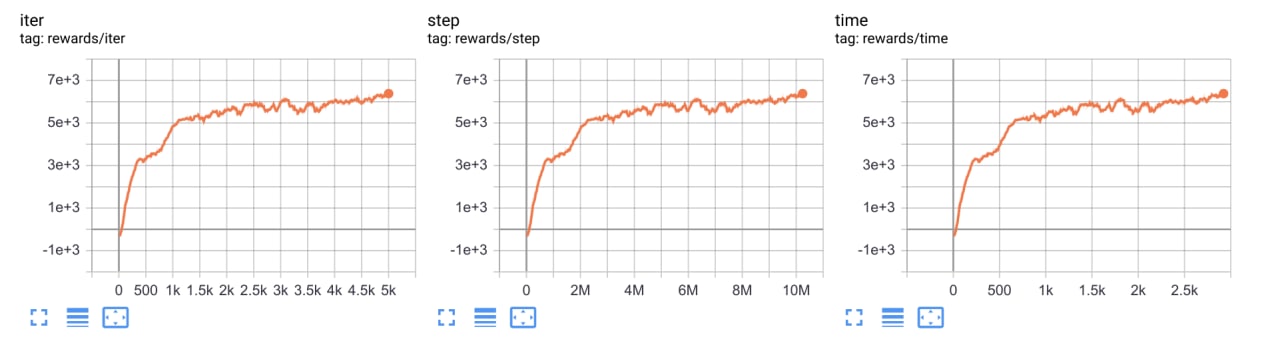 iter
tag: rewards/iter
7e+3
5e+3
3e+3
1e+3
-1e+3
0 500 1k 1.5k 2k 2.5k 3k 3.5k 4k 4.5k 5k
step
tag: rewards/step
7e+3
5e+3
3e+3
1e+3
-1e+3
0 2M 4M 6M 8M 10M
time
tag: rewards/time
7e+3
5e+3
3e+3
1e+3
-1e+3
0 500 1k 1.5k 2k 2.5k